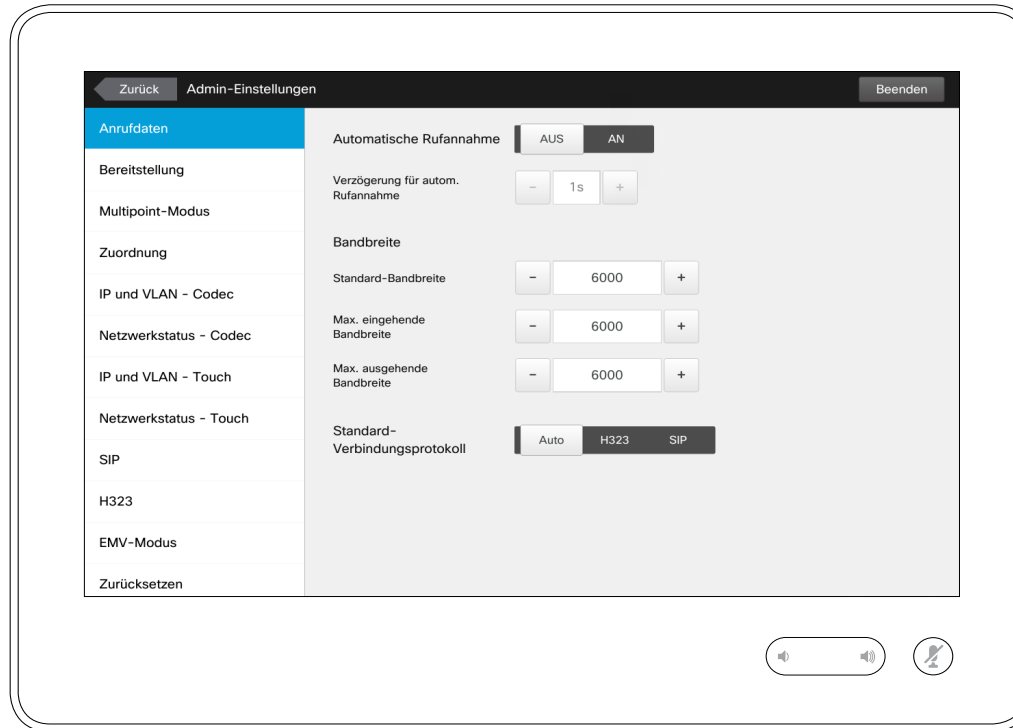 Zurück Admin-Einstellungen Beenden
Anrufdaten
Bereitstellung
Multipoint-Modus
Zuordnung
IP und VLAN - Codec
Netzwerkstatus - Codec
IP und VLAN - Touch
Netzwerkstatus - Touch
SIP
H323
EMV-Modus
Zurücksetzen
Automatische Rufannahme AUS AN
Verzögerung für autom.
Rufannahme
- 1s +
Bandbreite
Standard-Bandbreite - 6000 +
Max. eingehende
Bandbreite
- 6000 +
Max. ausgehende
Bandbreite
- 6000 +
Standard-
Verbindungsprotokoll
Auto H323 SIP